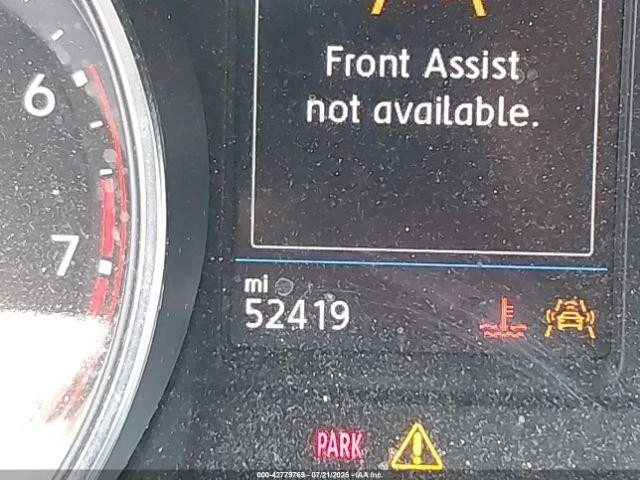 6
7
Front Assist
not available.
mi
52419
PARK
000-42779769 - 07/21/2025 - IAA Inc.